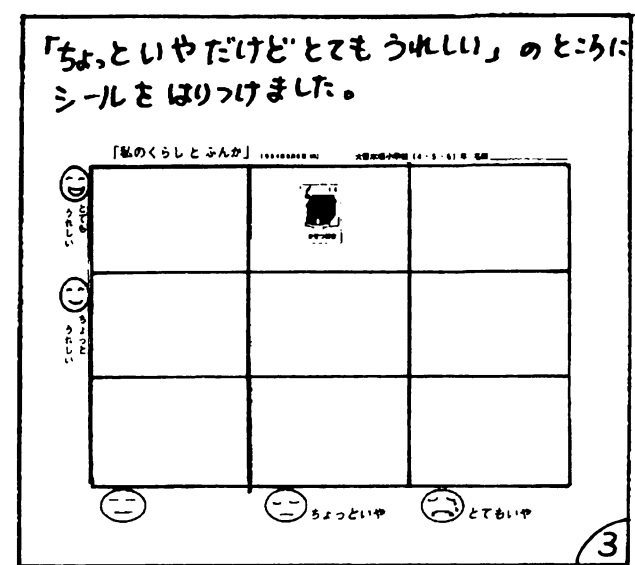 「ちょっといやだけどとてもうれしい」のところに
シールをはりつけました。
「私のくらしとふんか」
とても
うれしい
ちょっと
うれしい
ちょっといや
とてもいや
3